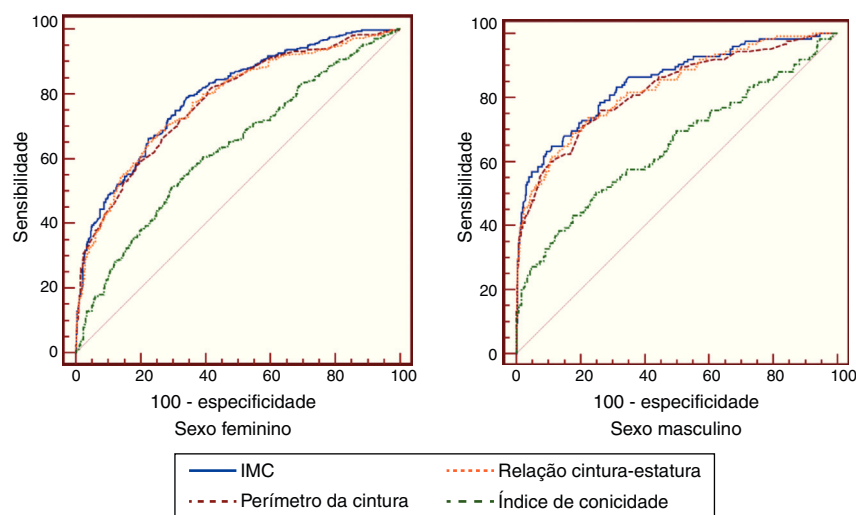 Sensibilidade
100
80
60
40
20
0
0 20 40 60 80 100
100 - especificidade
Sexo feminino
Sensibilidade
100
80
60
40
20
0
0 20 40 60 80 100
100 - especificidade
Sexo masculino
IMC
Relação cintura-estatura
Perímetro da cintura
Índice de conicidade